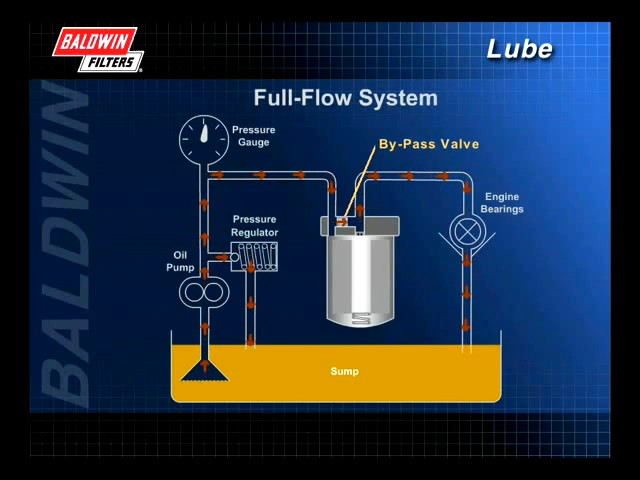 BALDWIN
FILTERS
Lube
BALDWIN
Full-Flow System
Pressure
Gauge
By-Pass Valve
Pressure
Regulator
Engine
Bearings
Oil
Pump
Sump